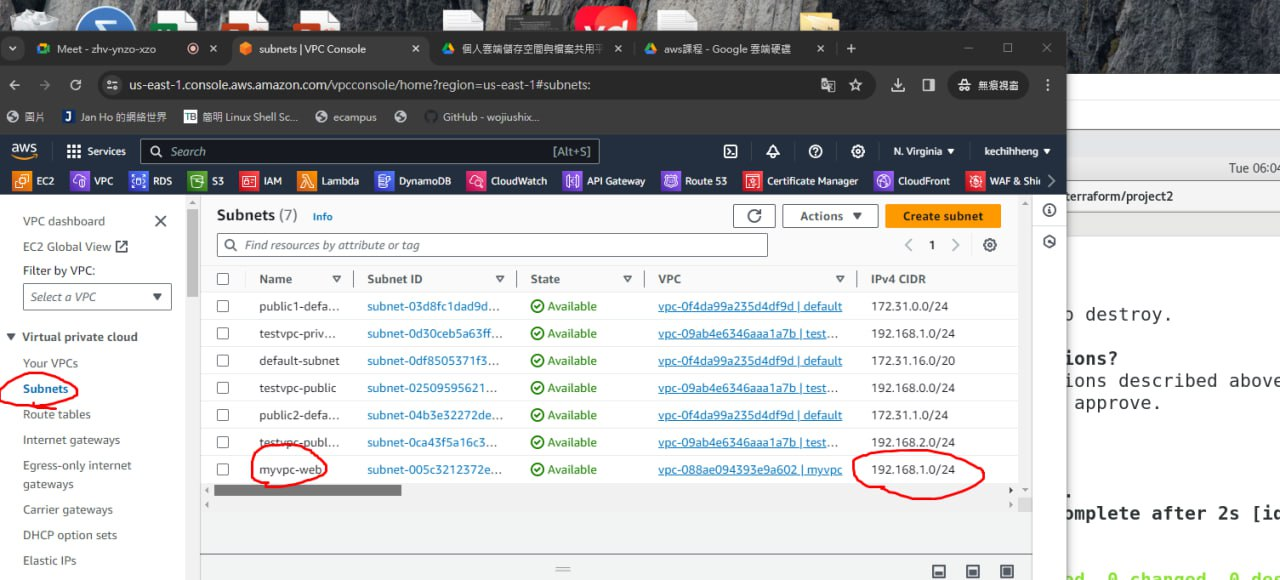 Meet - zhv-ynzo-xzo
subnets | VPC Console
個人雲端儲存空間與檔案共用平
aws課程 - Google 雲端硬碟
us-east-1.console.aws.amazon.com/vpcconsole/home?region=us-east-1#subnets:
無痕視窗
圖片
Jan Ho 的網絡世界
簡明 Linux Shell Sc...
ecampus
GitHub - wojiushix...
aws
Services
Search
[Alt+S]
N. Virginia
kechihheng
EC2
VPC
RDS
S3
IAM
Lambda
DynamoDB
CloudWatch
API Gateway
Route 53
Certificate Manager
CloudFront
WAF & Shi
Tue 06:04
terraform/project2
VPC dashboard
EC2 Global View
Filter by VPC:
Select a VPC
Virtual private cloud
Your VPCs
Subnets
Route tables
Internet gateways
Egress-only internet
gateways
Carrier gateways
DHCP option sets
Elastic IPs
Subnets (7) Info
Actions
Create subnet
Find resources by attribute or tag
1
Name Subnet ID State VPC IPv4 CIDR
public1-defa... subnet-03d8fc1dad9d... Available vpc-0f4da99a235d4df9d | default 172.31.0.0/24
testvpc-priv... subnet-0d30ceb5a63ff... Available vpc-09ab4e6346aaa1a7b | test... 192.168.1.0/24
default-subnet subnet-0df8505371f3... Available vpc-0f4da99a235d4df9d | default 172.31.16.0/20
testvpc-public subnet-02509595621... Available vpc-09ab4e6346aaa1a7b | test... 192.168.0.0/24
public2-defa... subnet-04b3e32272de... Available vpc-0f4da99a235d4df9d | default 172.31.1.0/24
testvpc-publ... subnet-0ca43f5a16c3... Available vpc-09ab4e6346aaa1a7b | test... 192.168.2.0/24
myvpc-web subnet-005c3212372e... Available vpc-088ae094393e9a602 | myvpc 192.168.1.0/24
o destroy.
ions?
ions described above
approve.
omplete after 2s [id
ed, 0 changed, 0 des